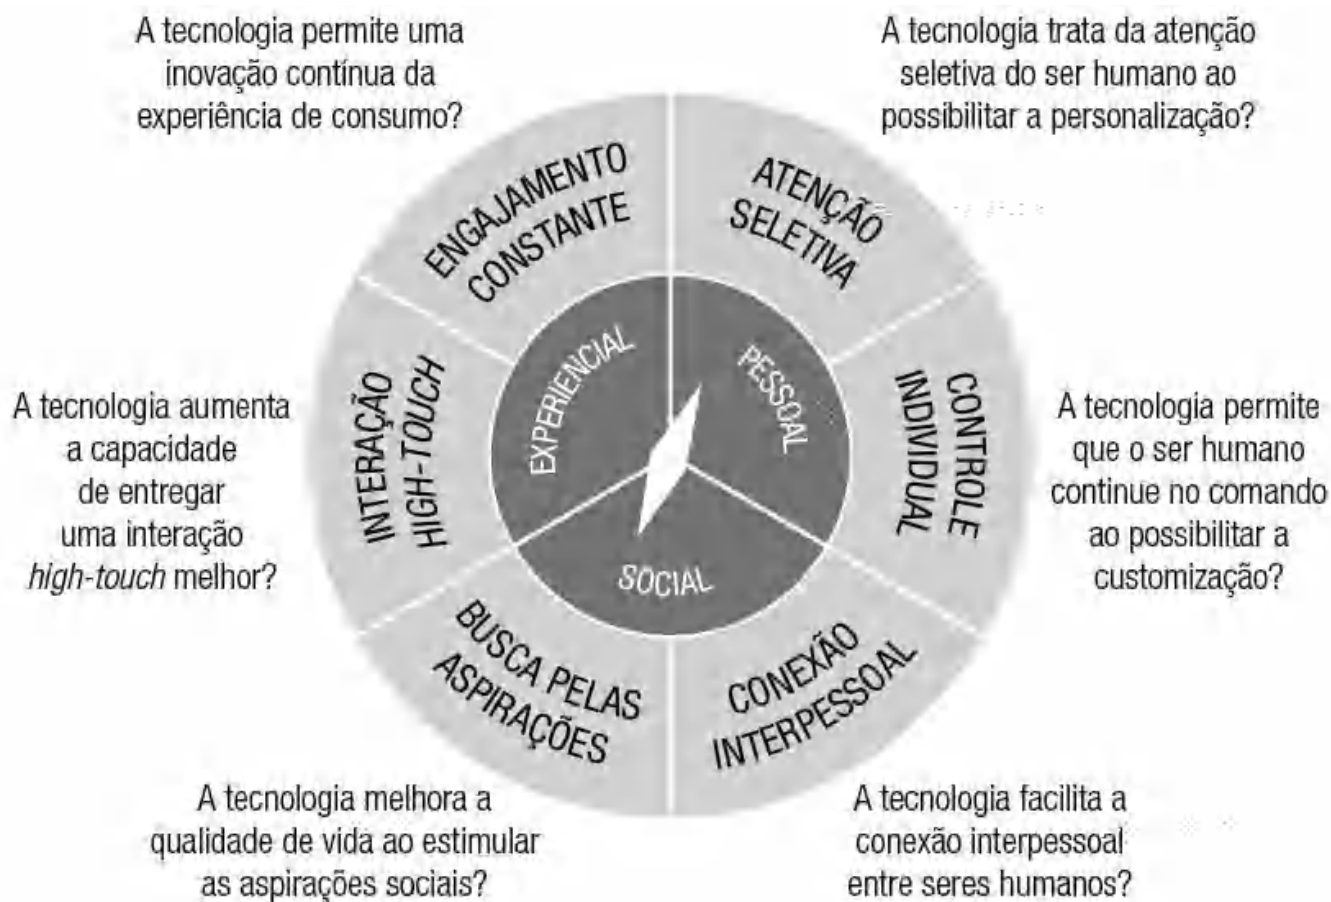 A tecnologia permite uma
inovação contínua da
experiência de consumo?
A tecnologia trata da atenção
seletiva do ser humano ao
possibilitar a personalização?
ENGAJAMENTO
CONSTANTE
ATENÇÃO
SELETIVA
A tecnologia aumenta
a capacidade
de entregar
uma interação
high-touch melhor?
INTERAÇÃO
HIGH-TOUCH
EXPERIENCIAL
PESSOAL
SOCIAL
CONTROLE
INDIVIDUAL
A tecnologia permite
que o ser humano
continue no comando
ao possibilitar a
customização?
BUSCA PELAS
ASPIRAÇÕES
CONEXÃO
INTERPESSOAL
A tecnologia melhora a
qualidade de vida ao estimular
as aspirações sociais?
A tecnologia facilita a
conexão interpessoal
entre seres humanos?